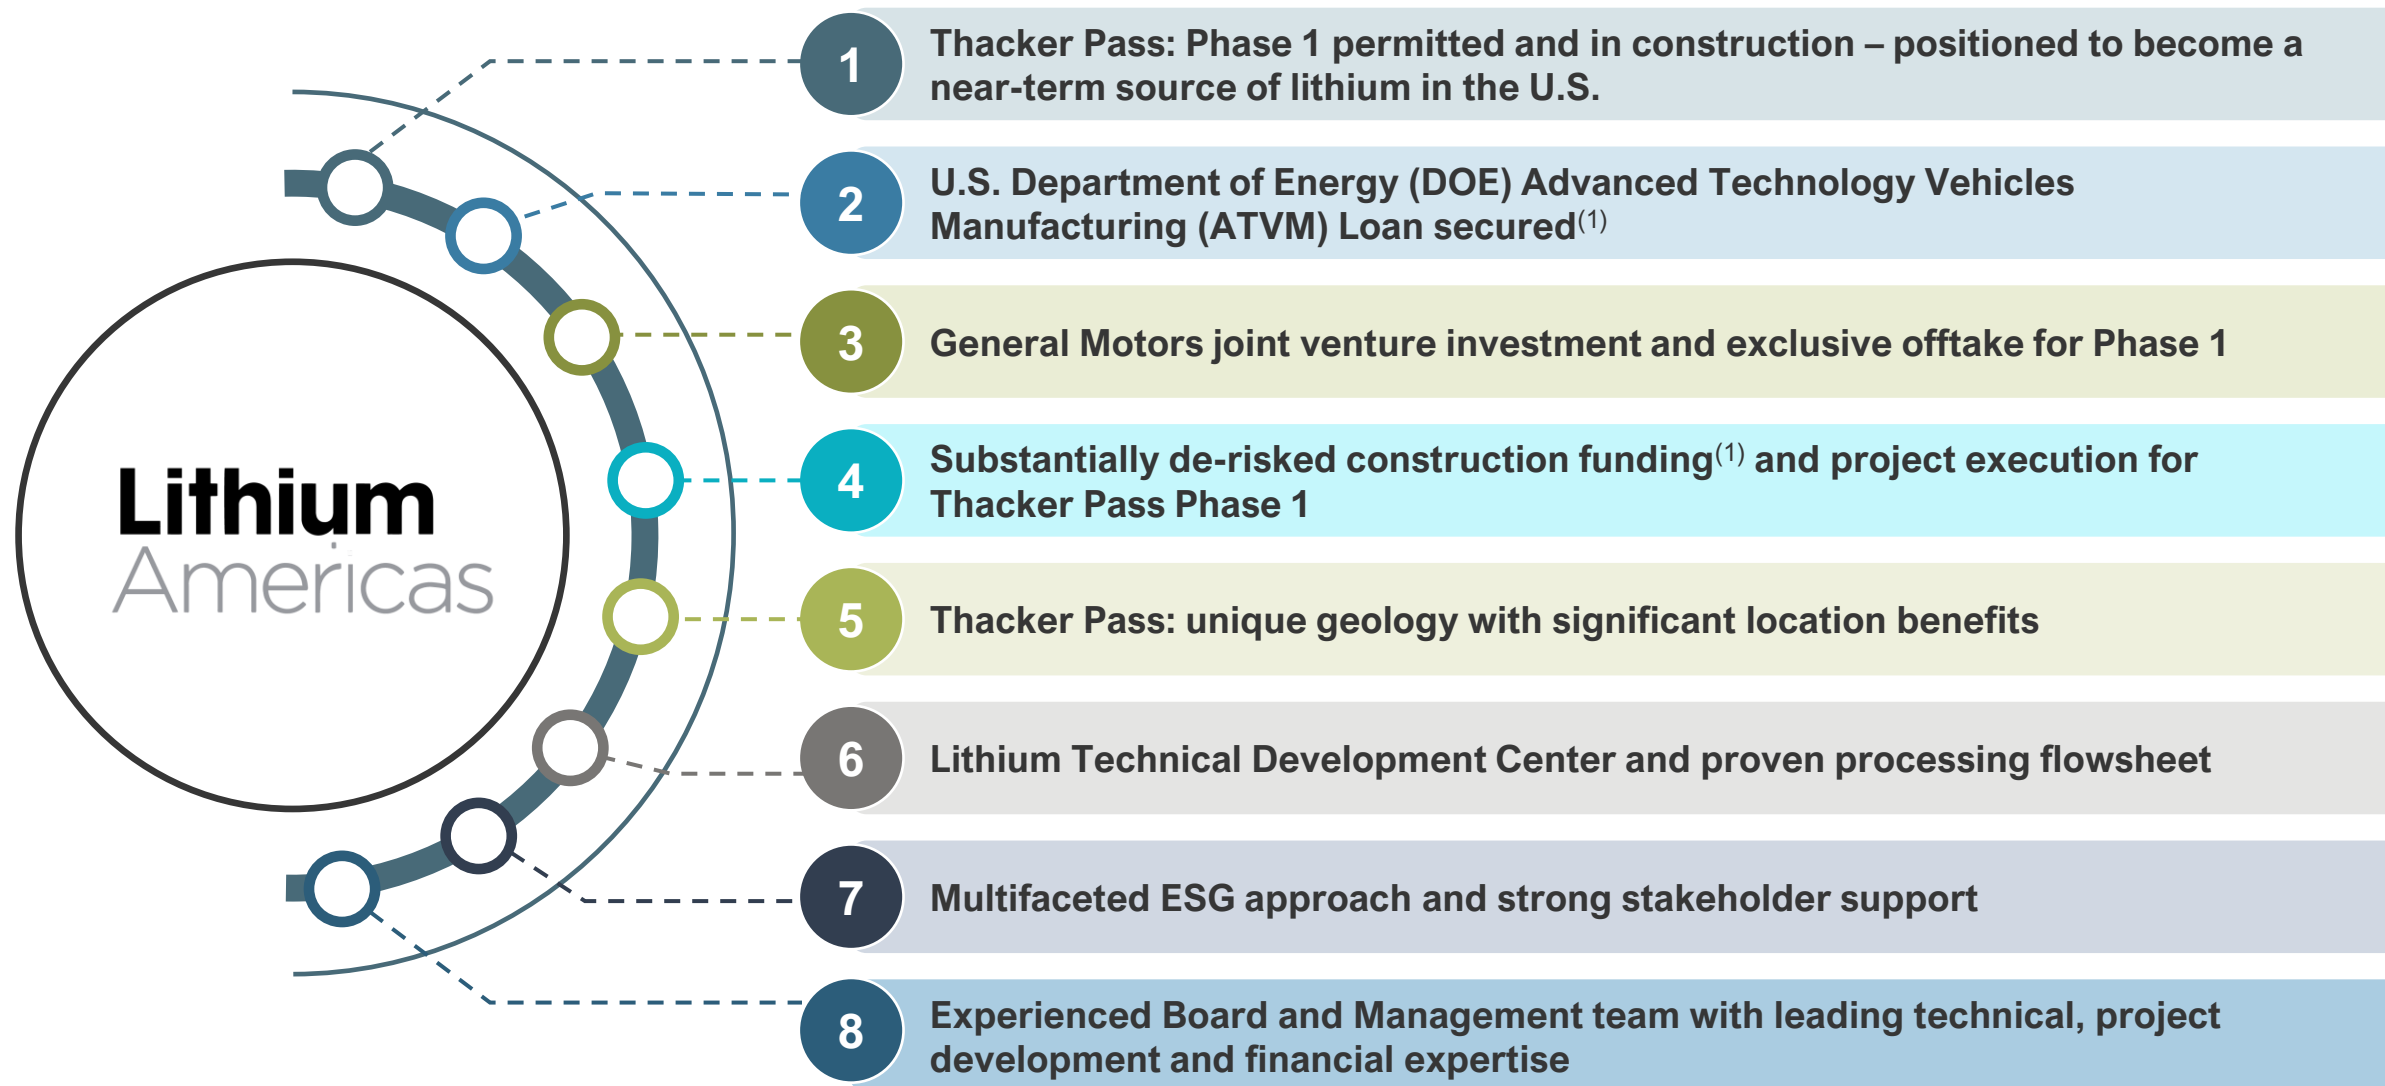 Lithium
Americas
1
Thacker Pass: Phase 1 permitted and in construction – positioned to become a
near-term source of lithium in the U.S.
2
U.S. Department of Energy (DOE) Advanced Technology Vehicles
Manufacturing (ATVM) Loan secured(1)
3
General Motors joint venture investment and exclusive offtake for Phase 1
4
Substantially de-risked construction funding(1) and project execution for
Thacker Pass Phase 1
5
Thacker Pass: unique geology with significant location benefits
6
Lithium Technical Development Center and proven processing flowsheet
7
Multifaceted ESG approach and strong stakeholder support
8
Experienced Board and Management team with leading technical, project
development and financial expertise